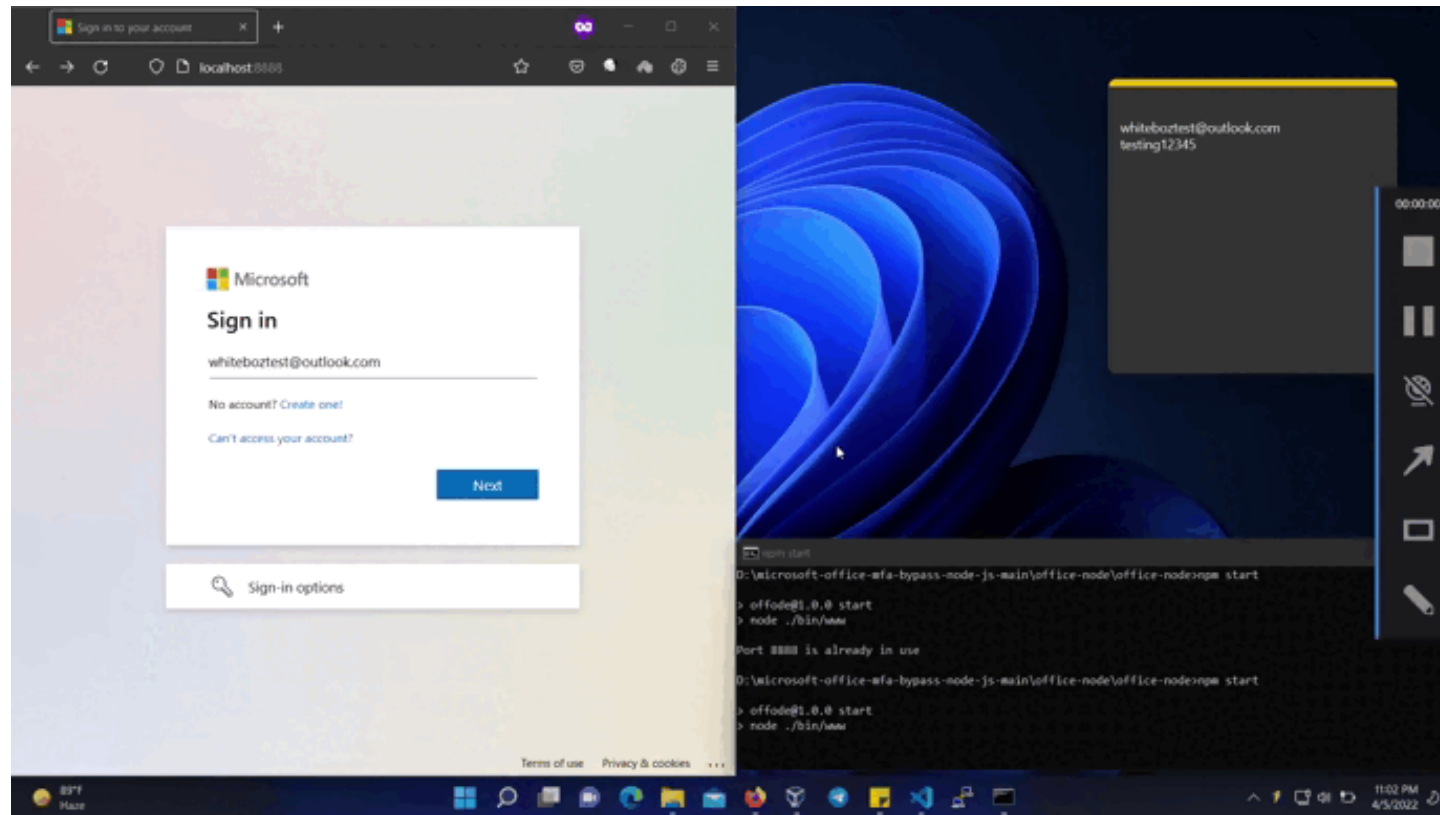 Sign in to your account
localhost:8888
Microsoft
Sign in
whiteboztest@outlook.com
No account? Create one!
Can't access your account?
Next
Sign-in options
Terms of use Privacy & cookies ...
whiteboztest@outlook.com
testing12345
00:00:00
npm start
D:\microsoft-office-mfa-bypass-node-js-main\office-node\office-node>npm start
> offode@1.0.0 start
> node ./bin/www
Port 8888 is already in use
D:\microsoft-office-mfa-bypass-node-js-main\office-node\office-node>npm start
> offode@1.0.0 start
> node ./bin/www
89°F
Haze
11:02 PM
4/5/2022